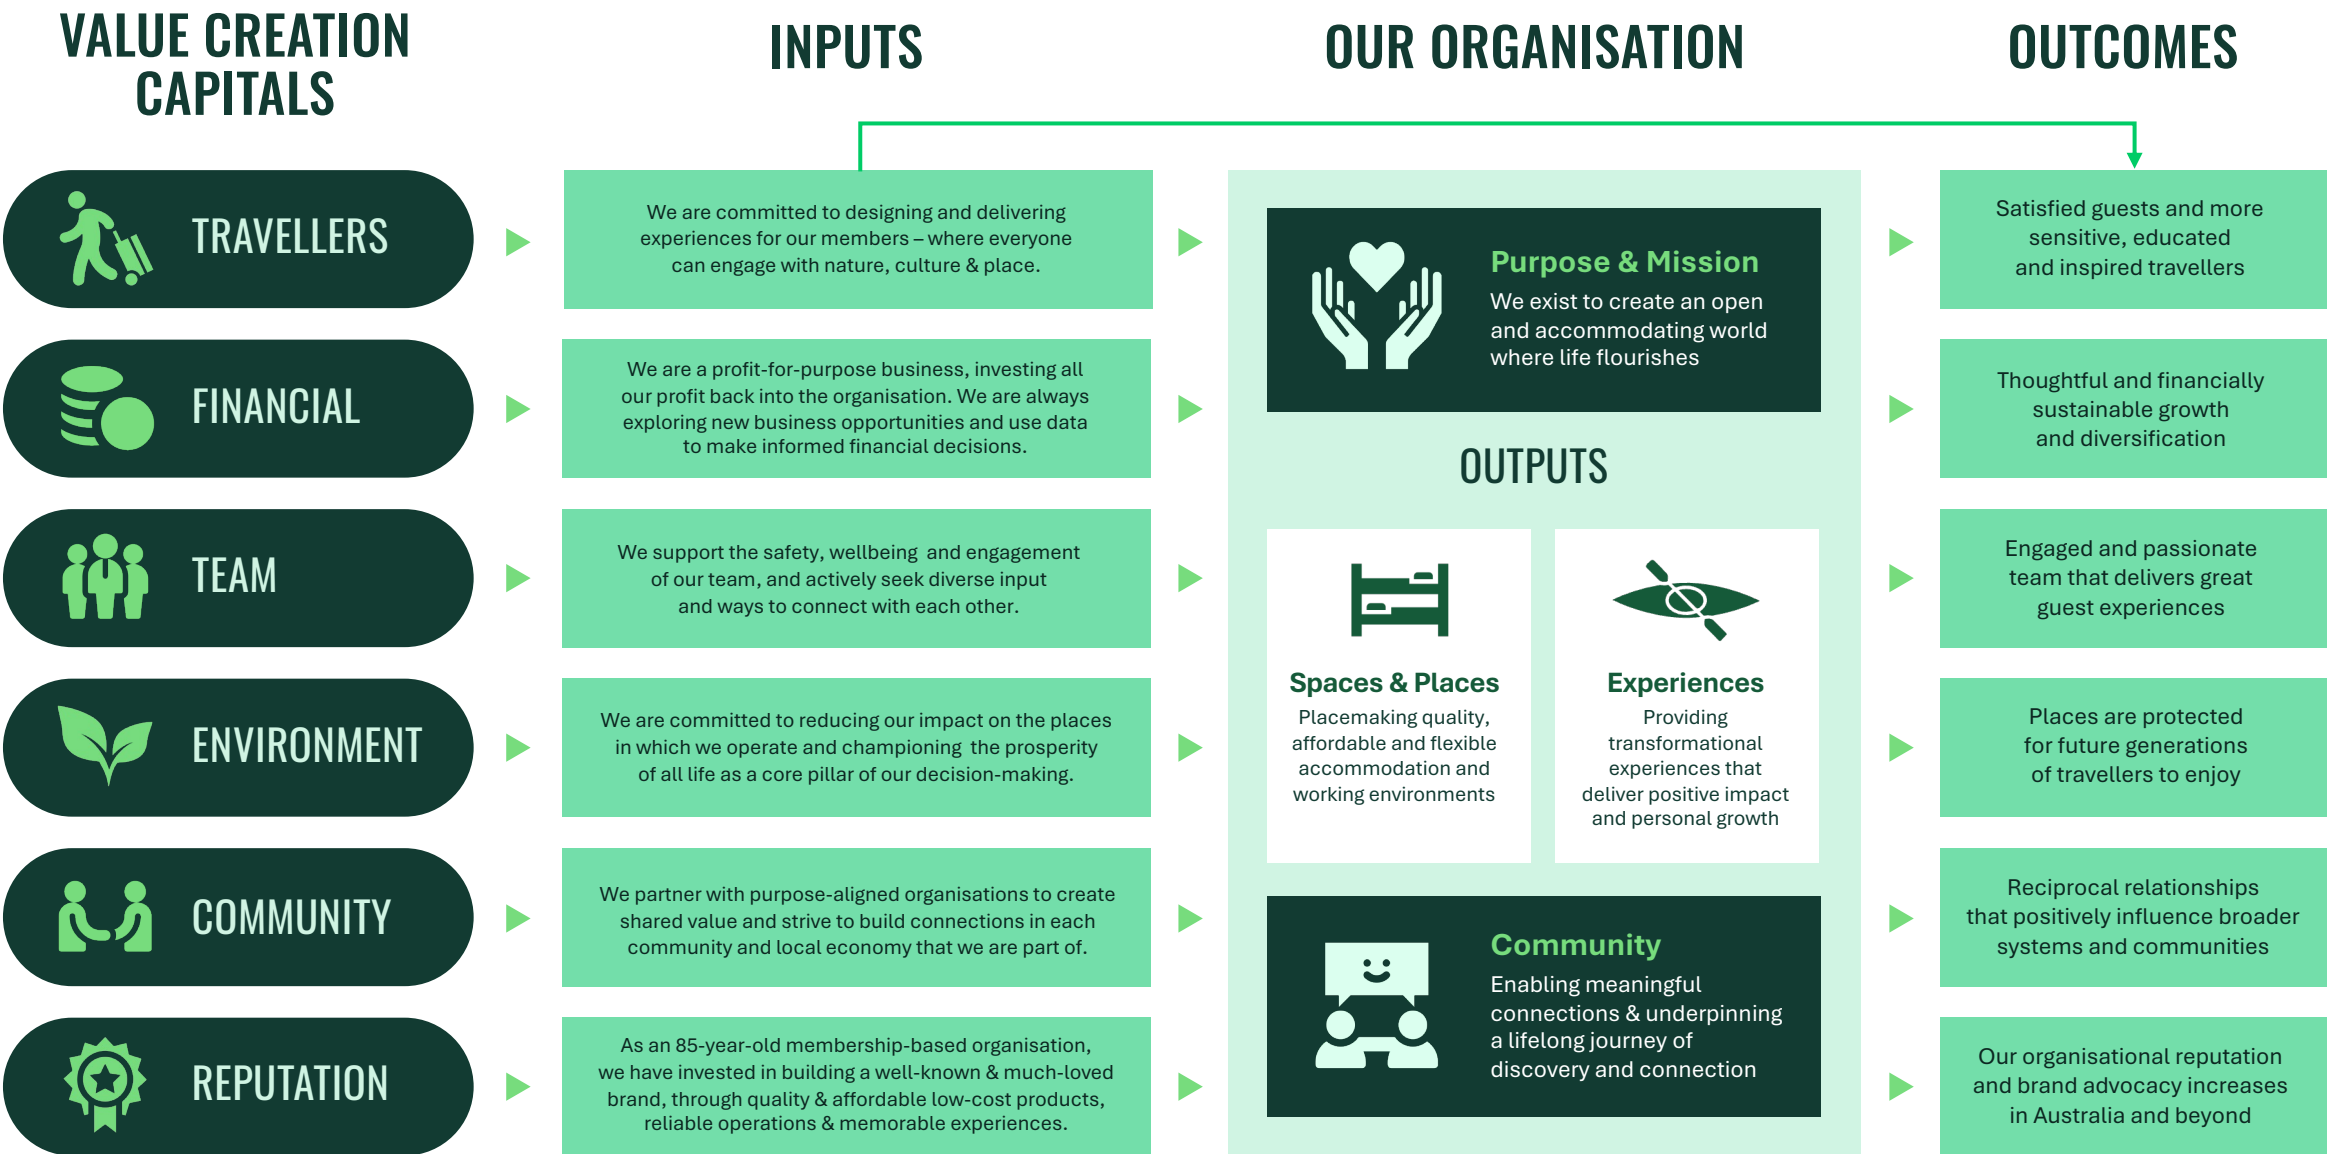 VALUE CREATION
CAPITALS
INPUTS
OUR ORGANISATION
OUTCOMES
TRAVELLERS
We are committed to designing and delivering
experiences for our members – where everyone
can engage with nature, culture & place.
Satisfied guests and more
sensitive, educated
and inspired travellers
FINANCIAL
We are a profit-for-purpose business, investing all
our profit back into the organisation. We are always
exploring new business opportunities and use data
to make informed financial decisions.
Thoughtful and financially
sustainable growth
and diversification
TEAM
We support the safety, wellbeing and engagement
of our team, and actively seek diverse input
and ways to connect with each other.
Engaged and passionate
team that delivers great
guest experiences
ENVIRONMENT
We are committed to reducing our impact on the places
in which we operate and championing the prosperity
of all life as a core pillar of our decision-making.
Places are protected
for future generations
of travellers to enjoy
COMMUNITY
We partner with purpose-aligned organisations to create
shared value and strive to build connections in each
community and local economy that we are part of.
Reciprocal relationships
that positively influence broader
systems and communities
REPUTATION
As an 85-year-old membership-based organisation,
we have invested in building a well-known & much-loved
brand, through quality & affordable low-cost products,
reliable operations & memorable experiences.
Our organisational reputation
and brand advocacy increases
in Australia and beyond
Purpose & Mission
We exist to create an open
and accommodating world
where life flourishes
OUTPUTS
Spaces & Places
Placemaking quality,
affordable and flexible
accommodation and
working environments
Experiences
Providing
transformational
experiences that
deliver positive impact
and personal growth
Community
Enabling meaningful
connections & underpinning
a lifelong journey of
discovery and connection